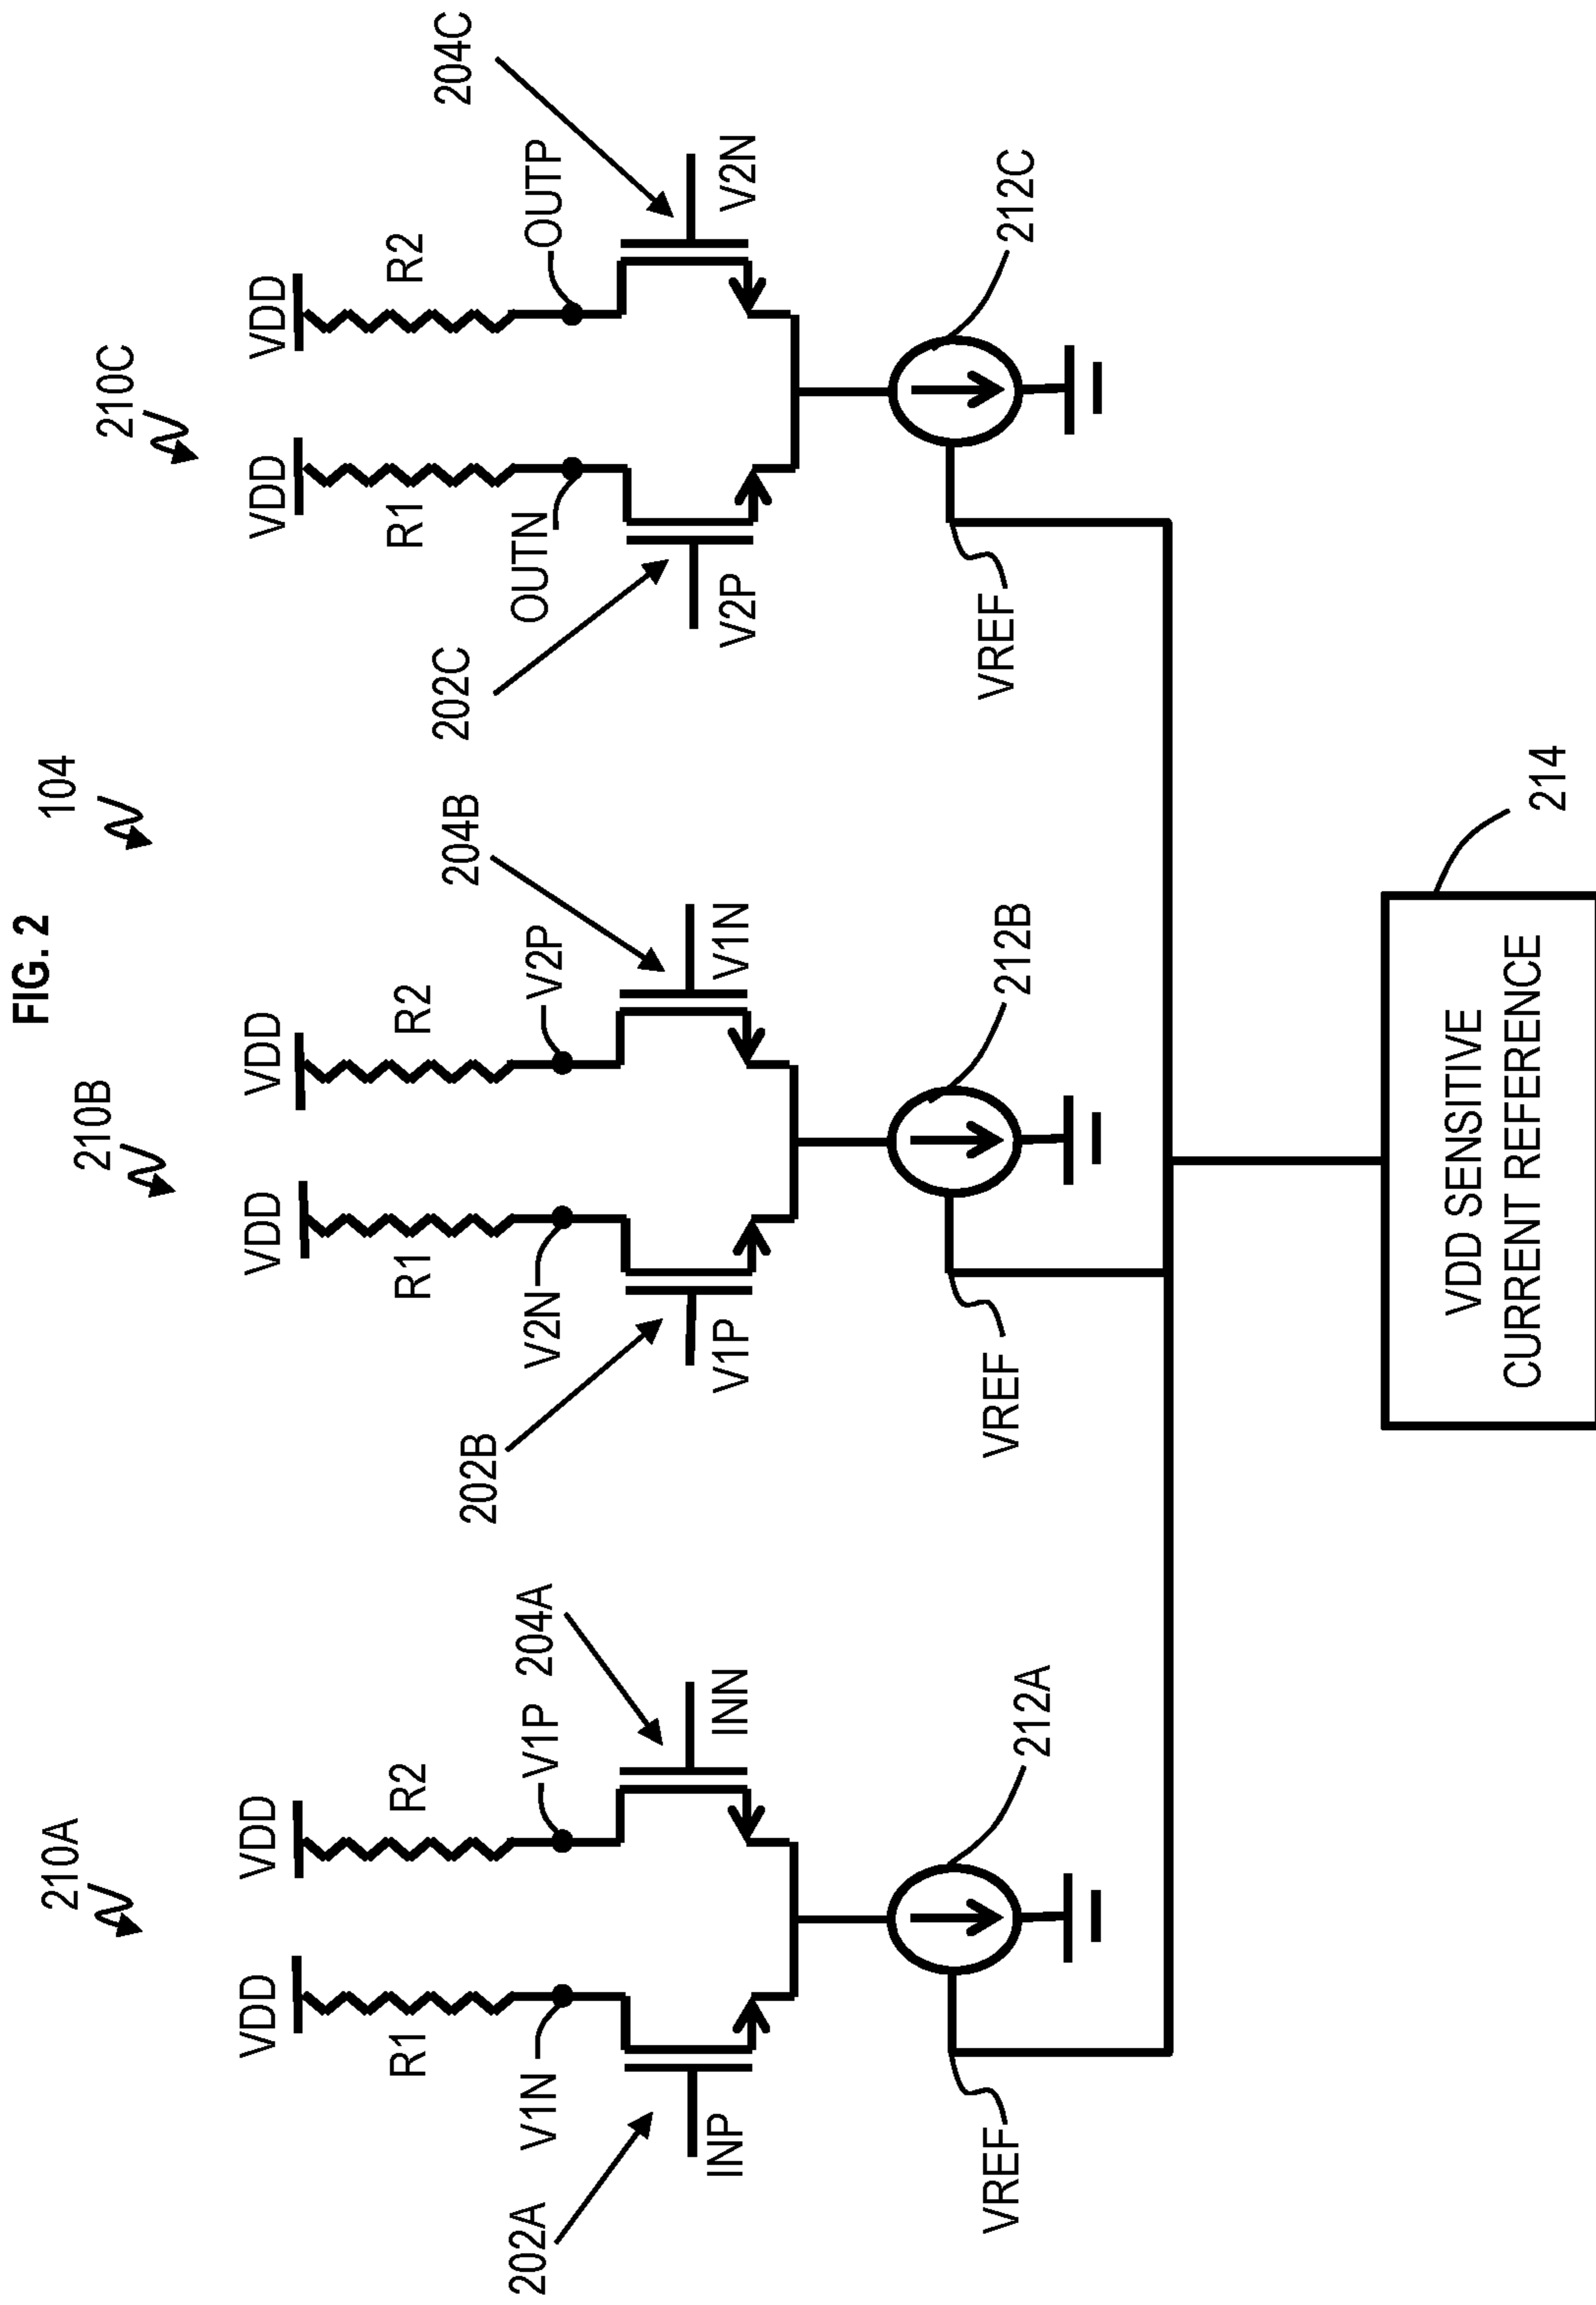 FIG. 2
104
210A
210B
210C
VDD
VDD
VDD
VDD
VDD
VDD
R1
R2
R1
R2
R1
R2
202A
V1N
V1P
204A
202B
V2N
V2P
204B
202C
OUTN
OUTP
204C
INP
INN
V1P
V1N
V2P
V2N
VREF
212A
VREF
212B
VREF
212C
VDD SENSITIVE
CURRENT REFERENCE
214